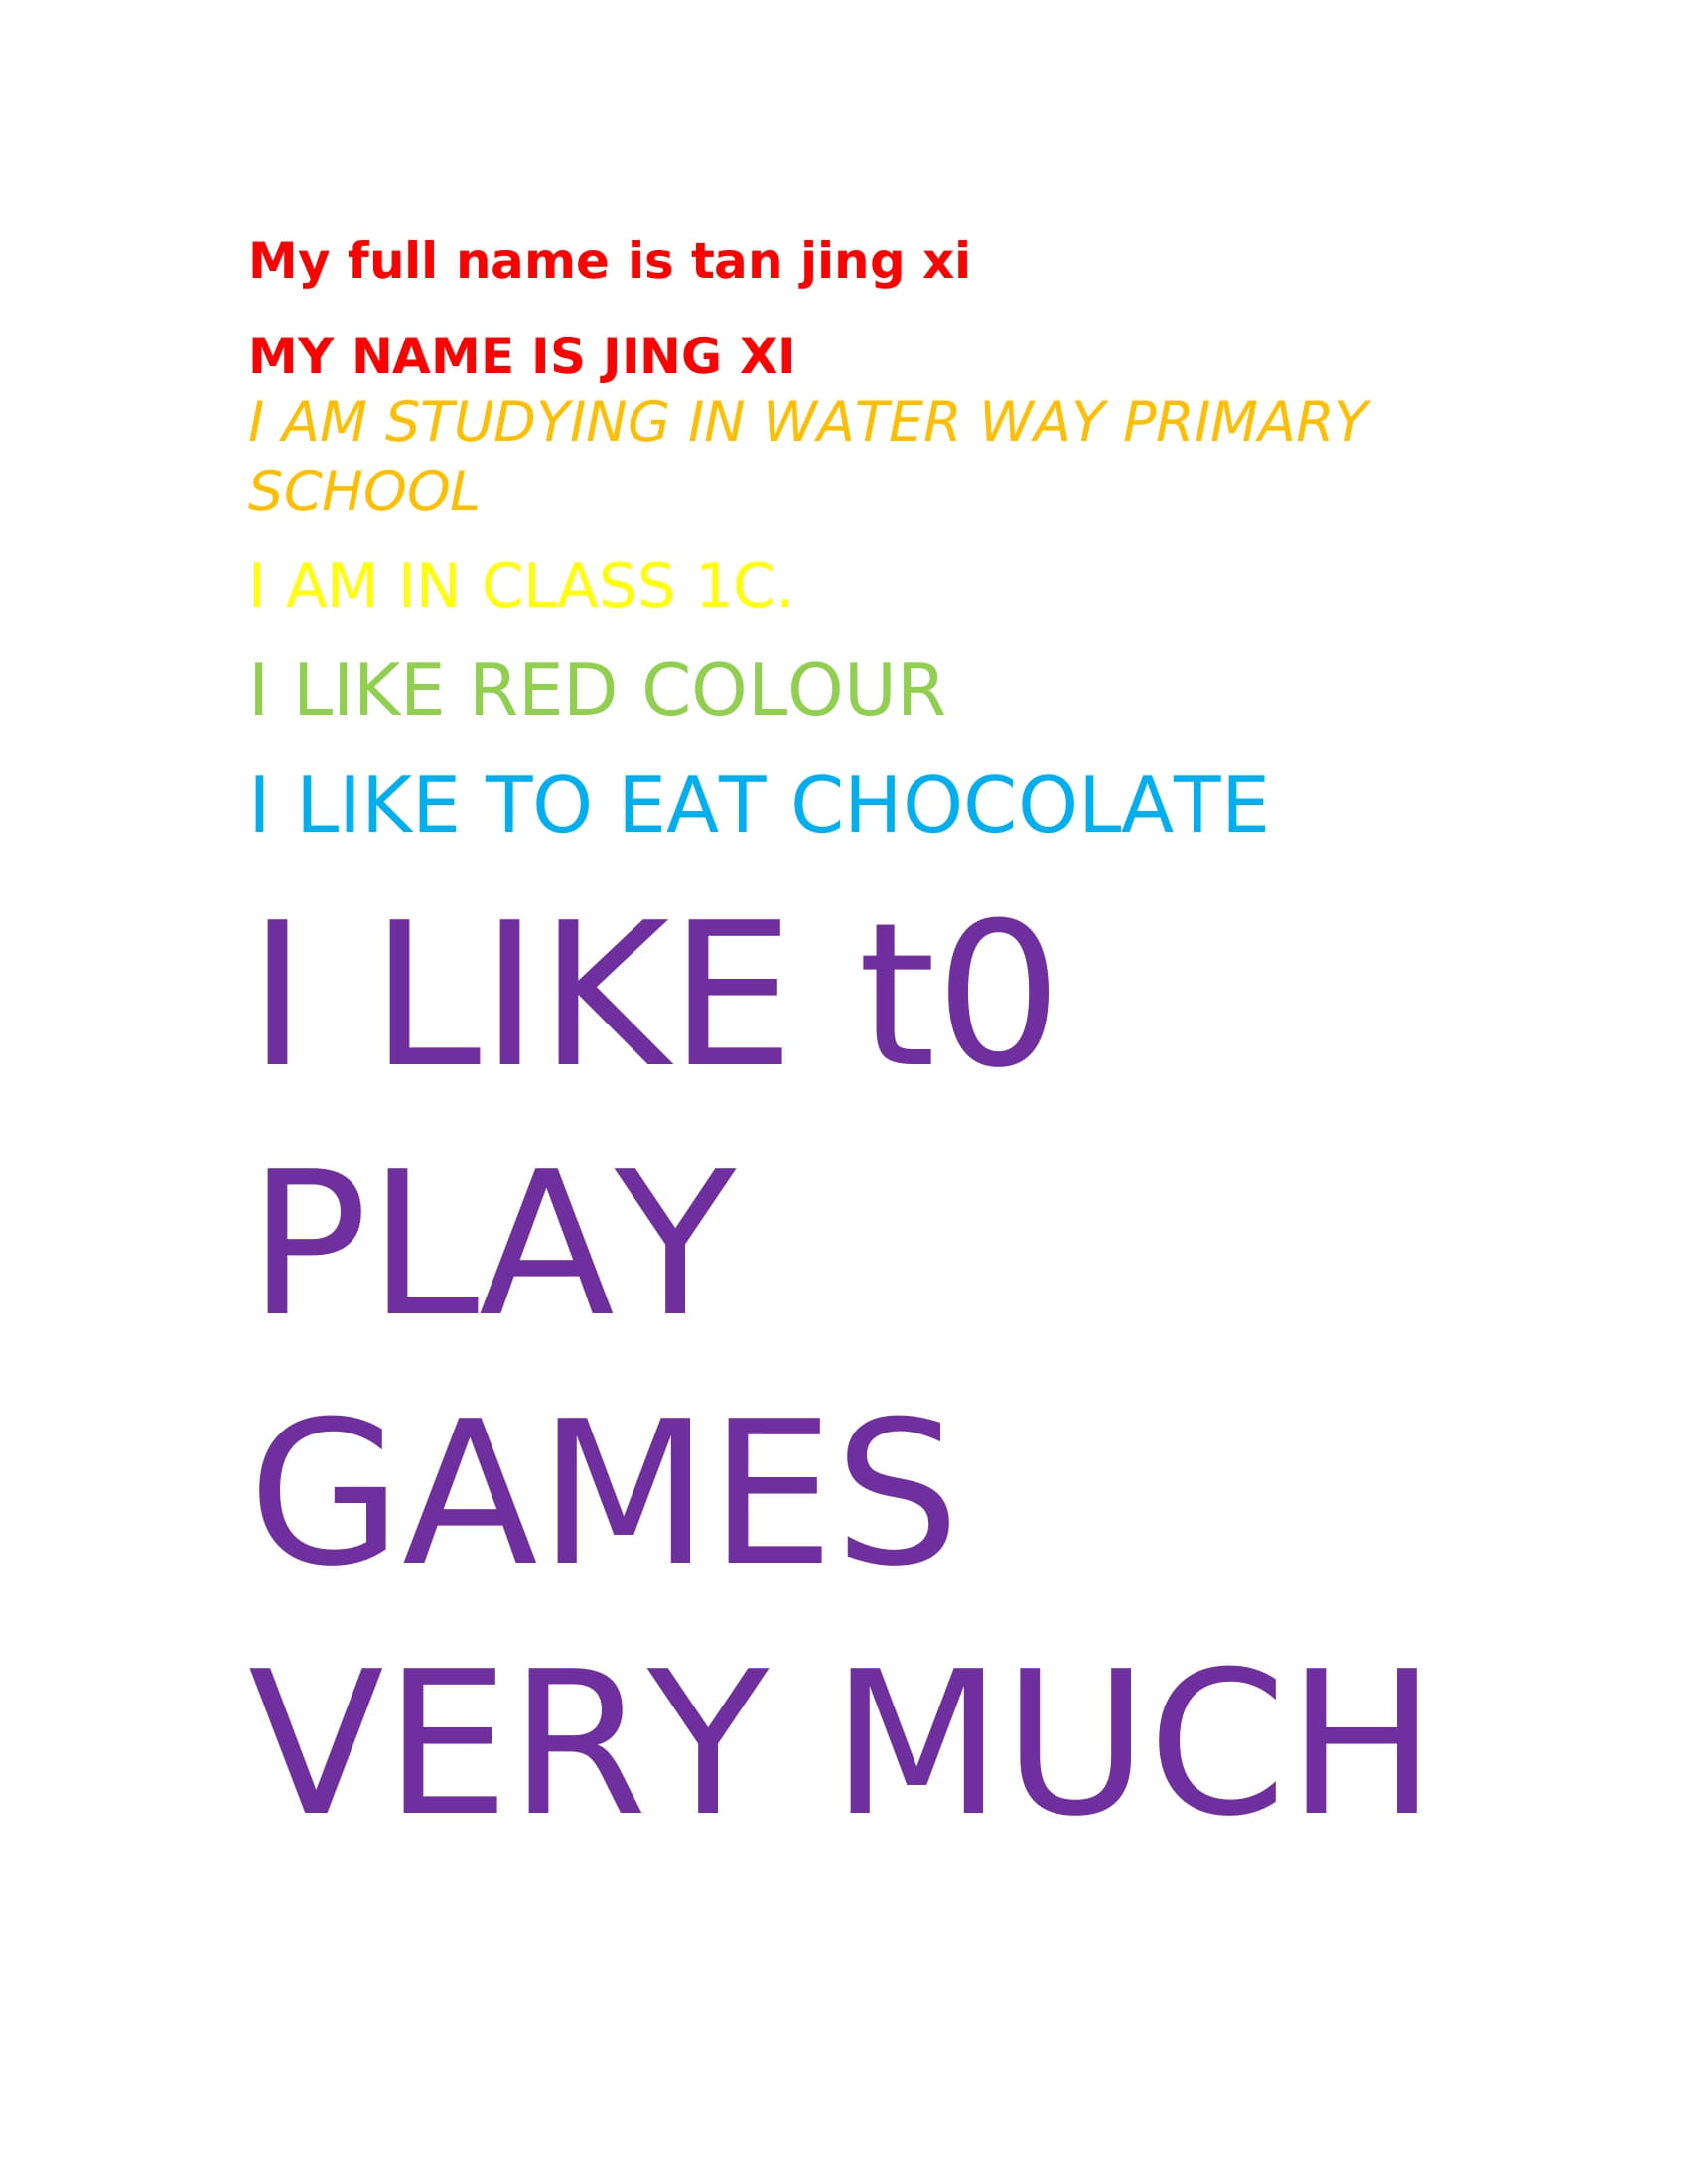 My full name is tan jing xi
MY NAME IS JING XI
I AM STUDYING IN WATER WAY PRIMARY
SCHOOL
I AM IN CLASS 1C.
I LIKE RED COLOUR
I LIKE TO EAT CHOCOLATE
I LIKE t0
PLAY
GAMES
VERY MUCH